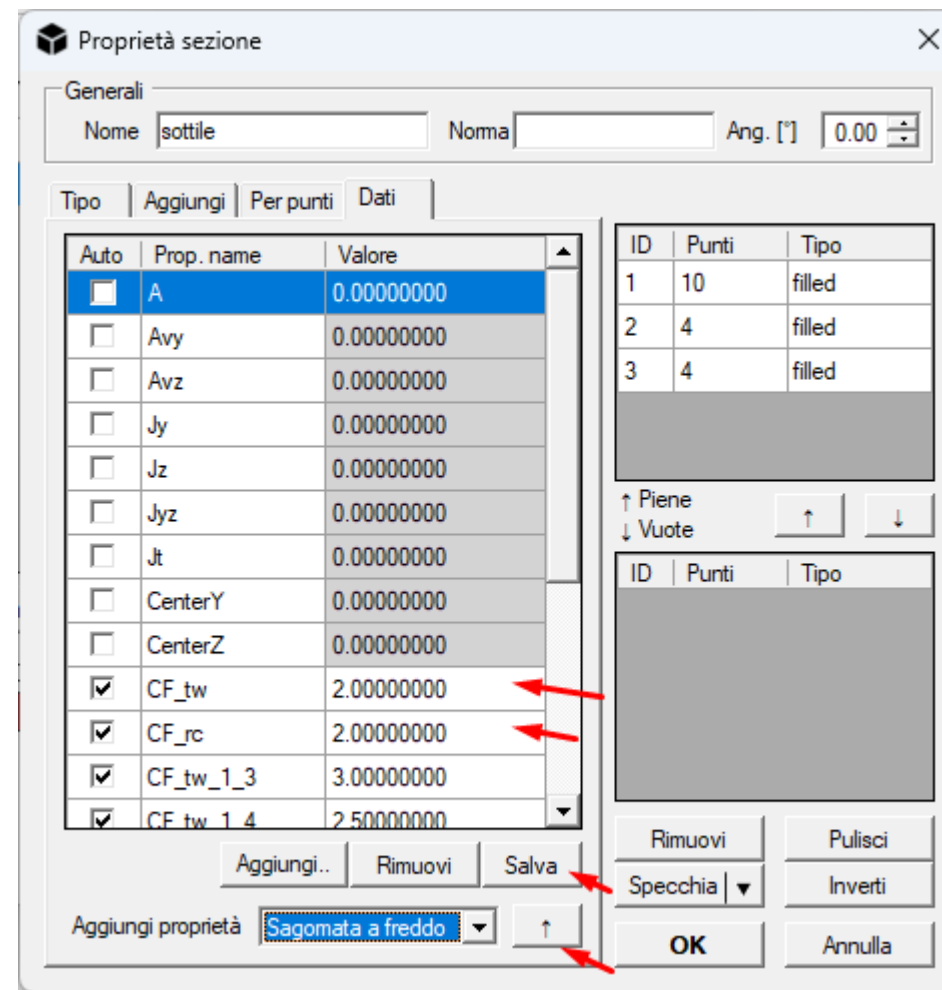 Proprietà sezione
Generali
Nome sottile Norma Ang. [°] 0.00
Tipo Aggiungi Per punti Dati
Auto Prop. name Valore
A 0.00000000
Avy 0.00000000
Avz 0.00000000
Jy 0.00000000
Jz 0.00000000
Jyz 0.00000000
Jt 0.00000000
CenterY 0.00000000
CenterZ 0.00000000
CF_tw 2.00000000
CF_rc 2.00000000
CF_tw_1_3 3.00000000
CF_tw_1_4 2.50000000
Aggiungi.. Rimuovi Salva
Aggiungi proprietà Sagomata a freddo ↑
ID Punti Tipo
1 10 filled
2 4 filled
3 4 filled
↑ Piene
↓ Vuote
↑ ↓
ID Punti Tipo
Rimuovi Pulisci
Specchia Inverti
OK Annulla